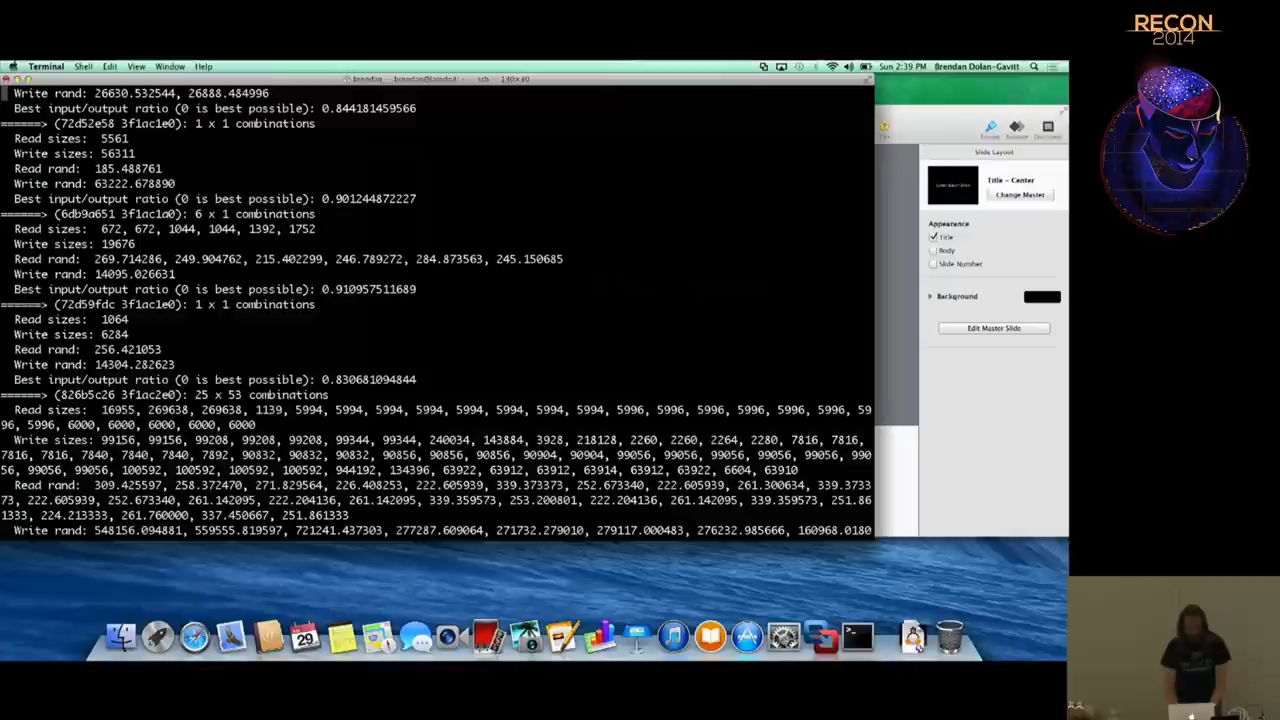 RECON
2014
Terminal Shell Edit View Window Help
Sun 2:39 PM Brendan Dolan-Gavitt
Write rand: 26630.532544, 26888.484996
Best input/output ratio (0 is best possible): 0.844181459566
======> (72d52e58 3f1ac1e0): 1 x 1 combinations
Read sizes: 5561
Write sizes: 56311
Read rand: 185.488761
Write rand: 63222.678890
Best input/output ratio (0 is best possible): 0.901244872227
======> (6db9a651 3f1ac1a0): 6 x 1 combinations
Read sizes: 672, 672, 1044, 1044, 1492, 1752
Write sizes: 19676
Read rand: 269.714286, 249.904762, 215.402299, 246.789272, 284.873563, 245.150685
Write rand: 14095.026631
Best input/output ratio (0 is best possible): 0.910957511689
======> (72d59fdc 3f1ac1e0): 1 x 1 combinations
Read sizes: 1064
Write sizes: 6284
Read rand: 256.421053
Write rand: 14304.282623
Best input/output ratio (0 is best possible): 0.830681094844
======> (826b5c26 3f1ac2e0): 25 x 53 combinations
Read sizes: 16955, 269638, 269638, 1139, 5994, 5994, 5994, 5994, 5994, 5994, 5994, 5994, 5996, 5996, 5996, 5996, 5996, 5996, 59
96, 5996, 6000, 6000, 6000, 6000, 6000
Write sizes: 99156, 99156, 99208, 99208, 99208, 99344, 99344, 240034, 143884, 3928, 218128, 2260, 2260, 2264, 2280, 7816, 7816,
7816, 7816, 7840, 7840, 7840, 7892, 90832, 90832, 90832, 90856, 90856, 90856, 90904, 90904, 99056, 99056, 99056, 99056, 99056, 990
56, 99056, 99056, 100592, 100592, 100592, 100592, 944192, 134396, 63922, 63912, 63912, 63914, 63912, 63922, 6604, 63910
Read rand: 309.425597, 258.372470, 271.829564, 226.408253, 222.605939, 339.373373, 252.673340, 222.605939, 261.300634, 339.3733
73, 222.605939, 252.673340, 261.142095, 222.204136, 261.142095, 339.359573, 253.200801, 222.204136, 261.142095, 339.359573, 251.86
1333, 224.213333, 261.760000, 337.450667, 251.861333
Write rand: 548156.094881, 559555.819597, 721241.437303, 277287.609064, 271732.279010, 279117.000483, 276232.985666, 160968.0180
Slide Layout
Title - Center
Change Master
Appearance
Title
Body
Slide Number
Background
Edit Master Slide
29